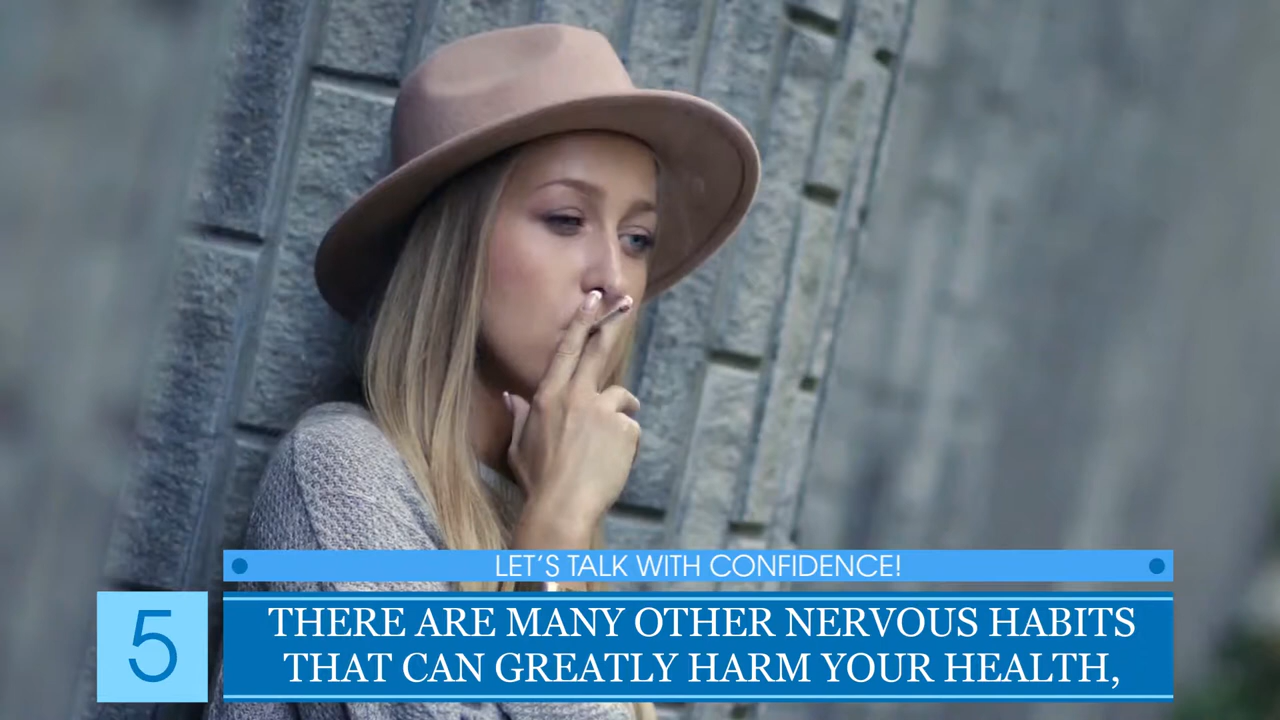 LET'S TALK WITH CONFIDENCE!
5
THERE ARE MANY OTHER NERVOUS HABITS
THAT CAN GREATLY HARM YOUR HEALTH,